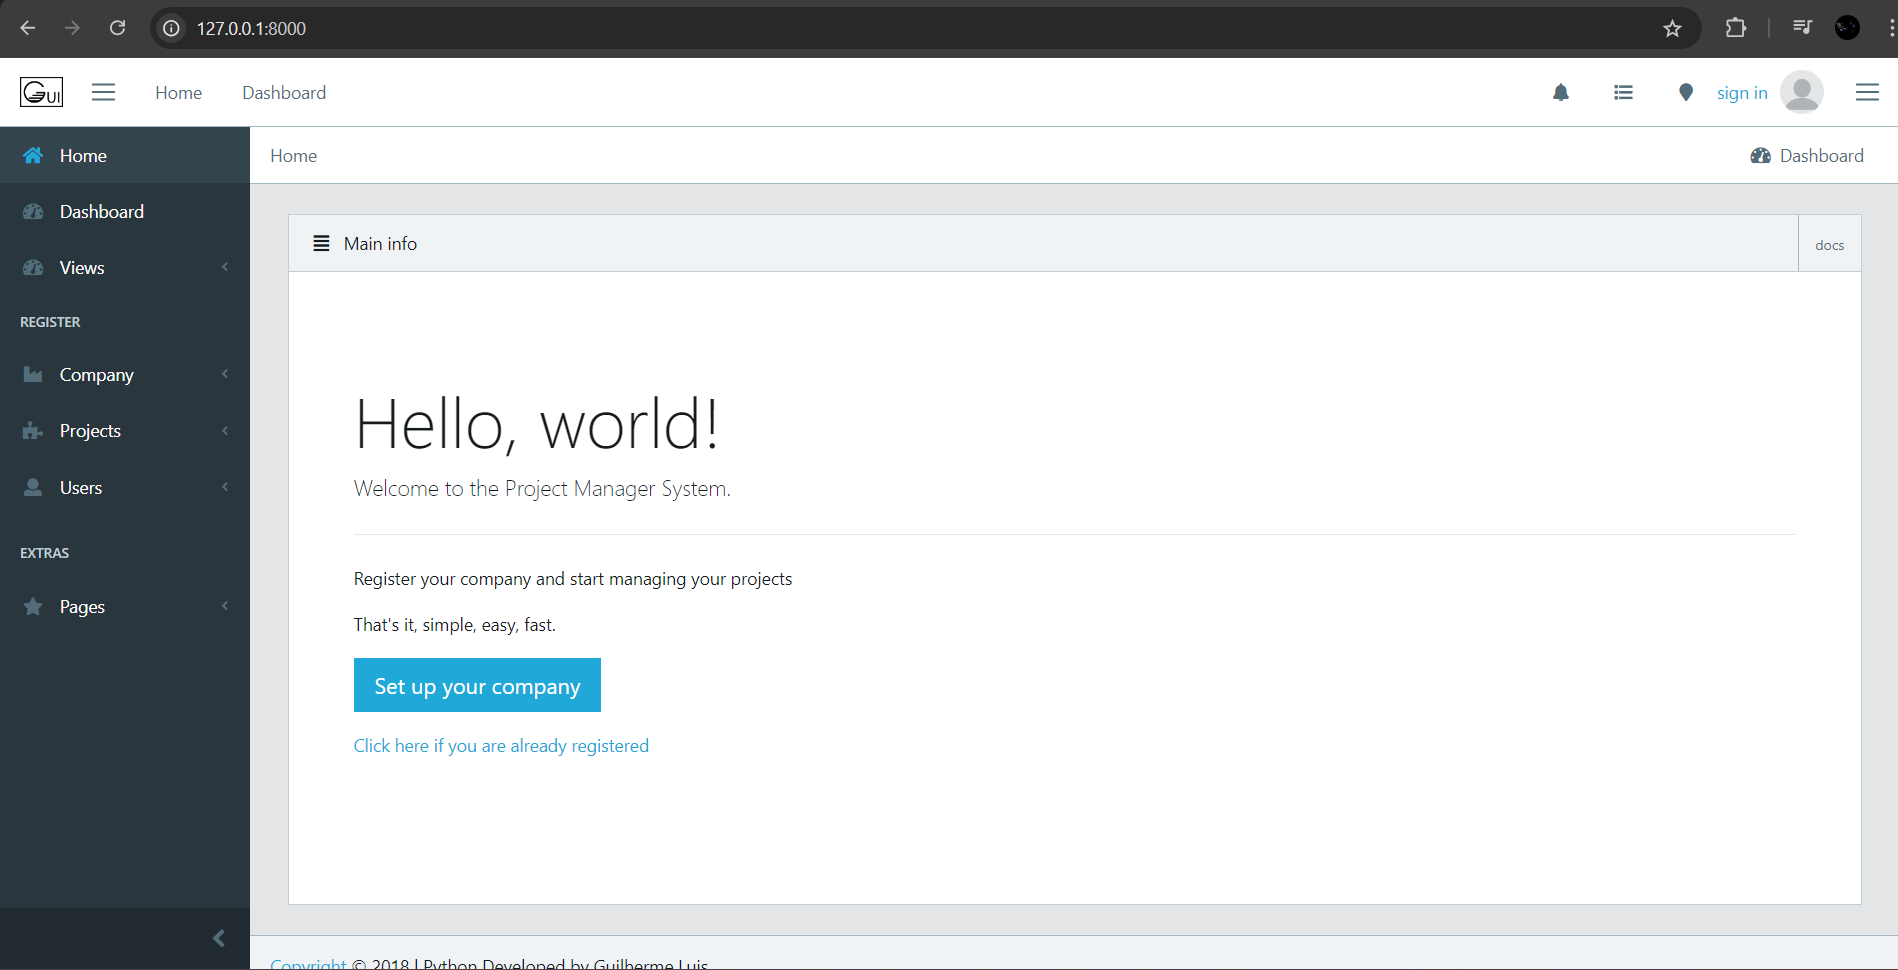 127.0.0.1:8000
GUI Home Dashboard sign in
Home Home Dashboard
Dashboard
Views
REGISTER
Company
Projects
Users
EXTRAS
Pages
Main info docs
Hello, world!
Welcome to the Project Manager System.
Register your company and start managing your projects
That's it, simple, easy, fast.
Set up your company
Click here if you are already registered
Copyright © 2018 | Python Developed by Guilherme Luis